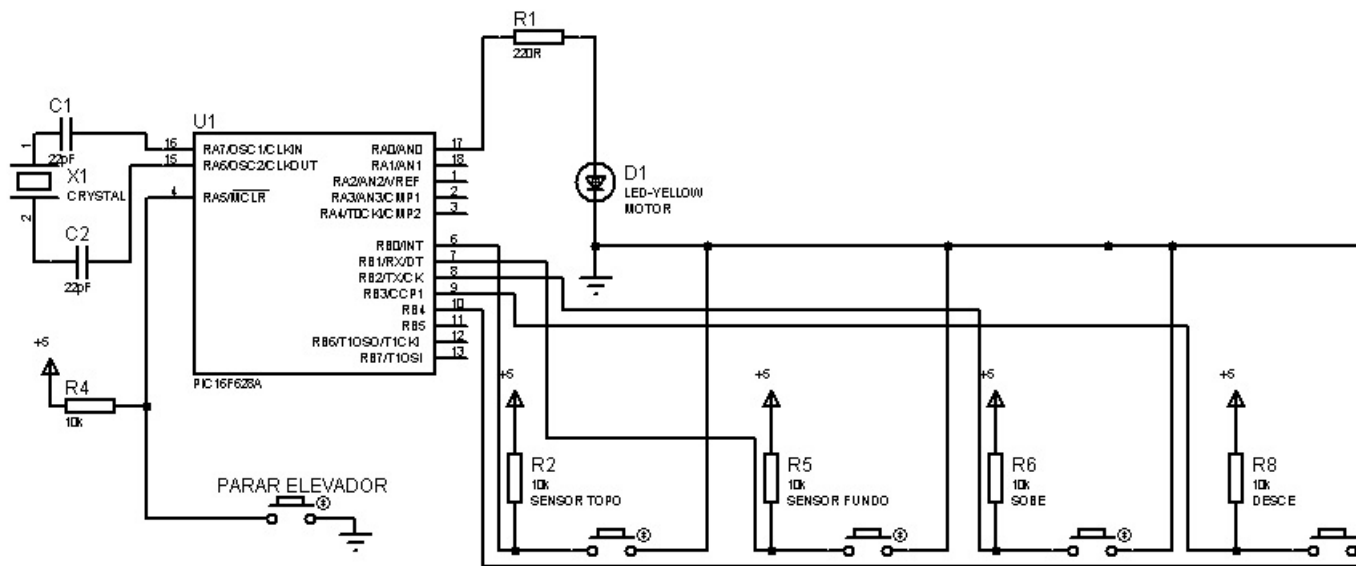 R1
220R
C1
22pF
1
X1
CRYSTAL
2
C2
22pF
U1
16
15
4
RA7/OSC1/CLKIN
RA6/OSC2/CLKOUT
RA5/MCLR
RA0/AN0
RA1/AN1
RA2/AN2/VREF
RA3/AN3/CMP1
RA4/T0CKI/CMP2
RB0/INT
RB1/RX/DT
RB2/TX/CK
RB3/CCP1
RB4
RB5
RB6/T1OSO/T1CKI
RB7/T1OSI
17
18
1
2
3
6
7
8
9
10
11
12
13
PIC16F628A
D1
LED-YELLOW
MOTOR
+5
R4
10k
PARAR ELEVADOR
+5
R2
10k
SENSOR TOPO
+5
R5
10k
SENSOR FUNDO
+5
R6
10k
SOBE
+5
R8
10k
DESCE